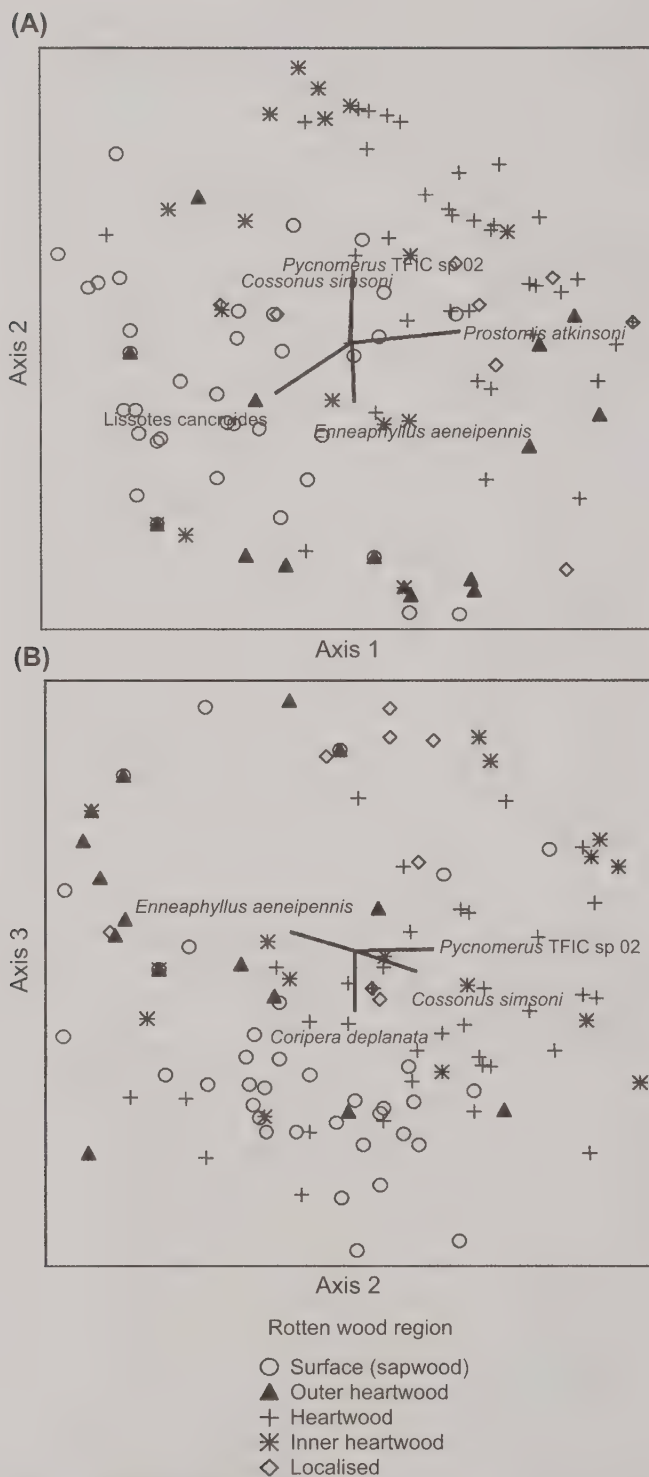 (A)
Axis 2
Pycnomerus TFIC sp 02
Cossonus simsoni
Prostomis atkinsoni
Lissotes cancroides
Enneaphyllus aeneipennis
Axis 1
(B)
Axis 3
Enneaphyllus aeneipennis
Pycnomerus TFIC sp 02
Cossonus simsoni
Coripera deplanata
Axis 2
Rotten wood region
Surface (sapwood)
Outer heartwood
Heartwood
Inner heartwood
Localised